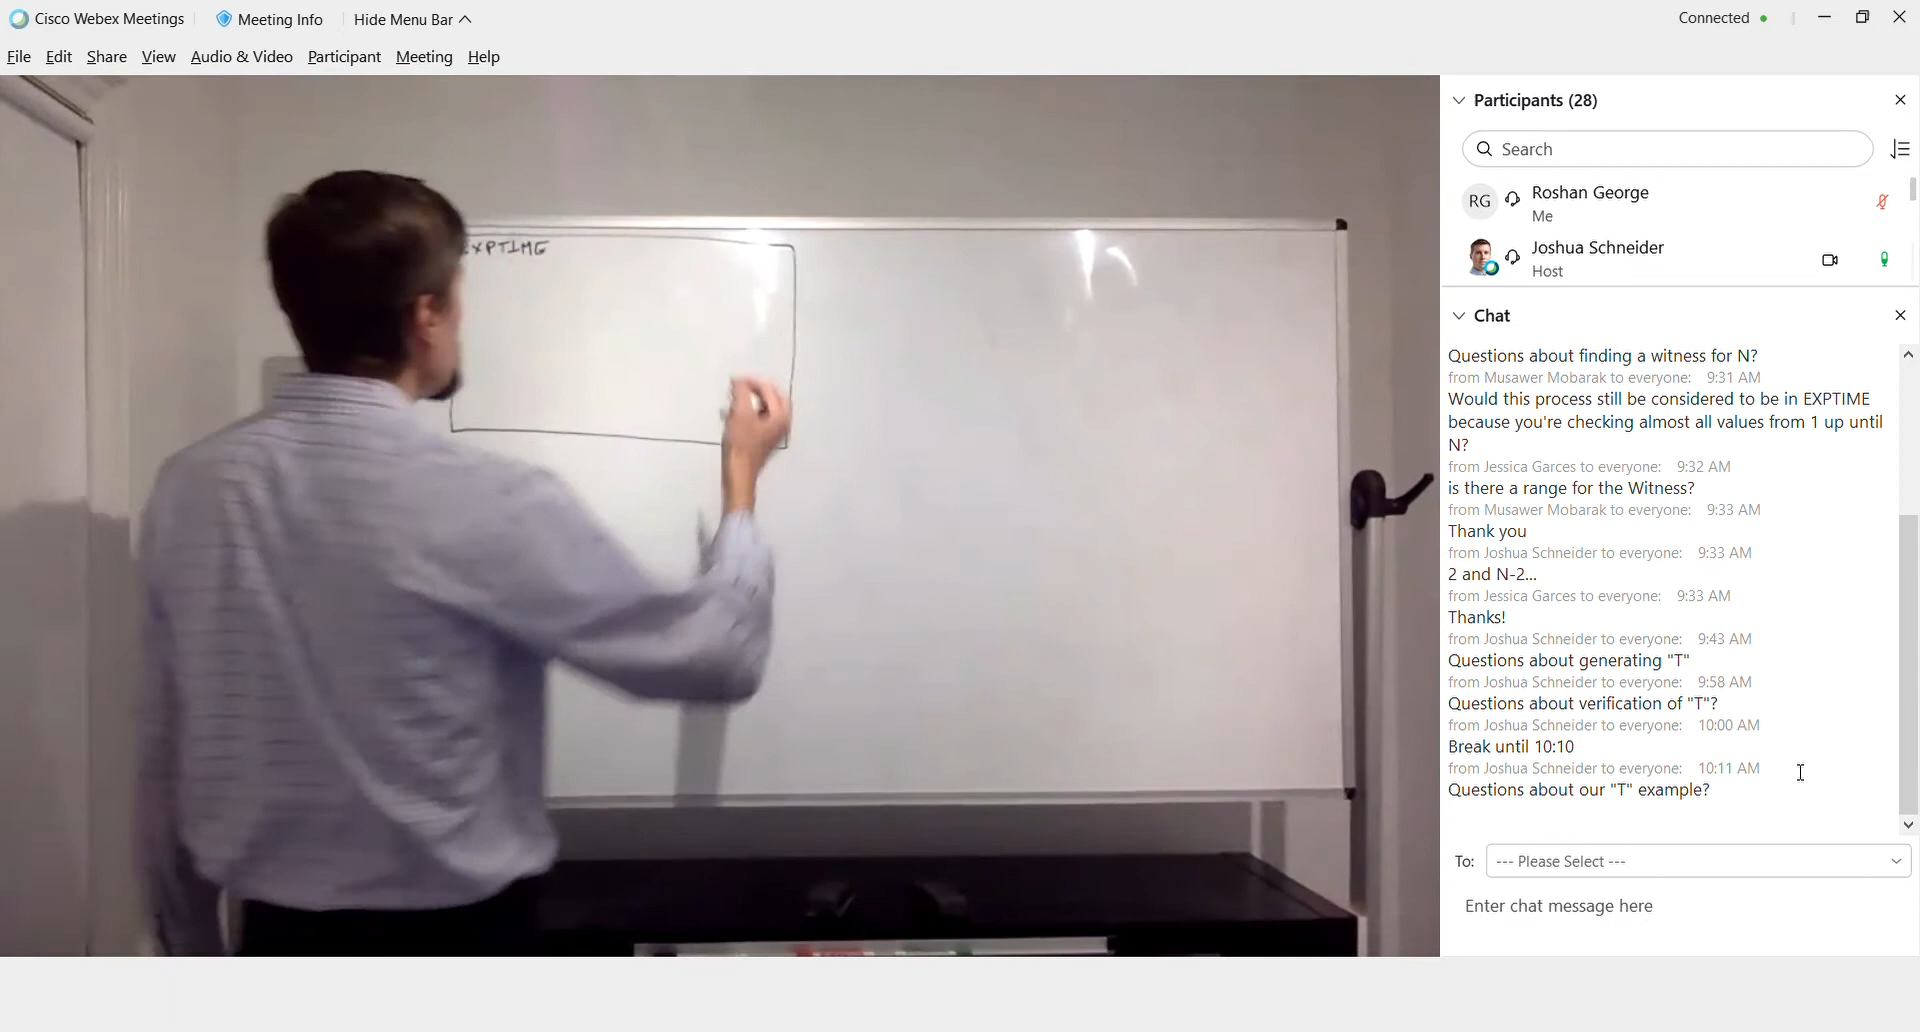 Cisco Webex Meetings
Meeting Info
Hide Menu Bar
Connected
File Edit Share View Audio & Video Participant Meeting Help
EXPTIME
Participants (28)
Search
RG
Roshan George
Me
Joshua Schneider
Host
Chat
Questions about finding a witness for N?
from Musawer Mobarak to everyone: 9:31 AM
Would this process still be considered to be in EXPTIME
because you're checking almost all values from 1 up until
N?
from Jessica Garces to everyone: 9:32 AM
is there a range for the Witness?
from Musawer Mobarak to everyone: 9:33 AM
Thank you
from Joshua Schneider to everyone: 9:33 AM
2 and N-2...
from Jessica Garces to everyone: 9:33 AM
Thanks!
from Joshua Schneider to everyone: 9:43 AM
Questions about generating "T"
from Joshua Schneider to everyone: 9:58 AM
Questions about verification of "T"?
from Joshua Schneider to everyone: 10:00 AM
Break until 10:10
from Joshua Schneider to everyone: 10:11 AM
Questions about our "T" example?
To: --- Please Select ---
Enter chat message here